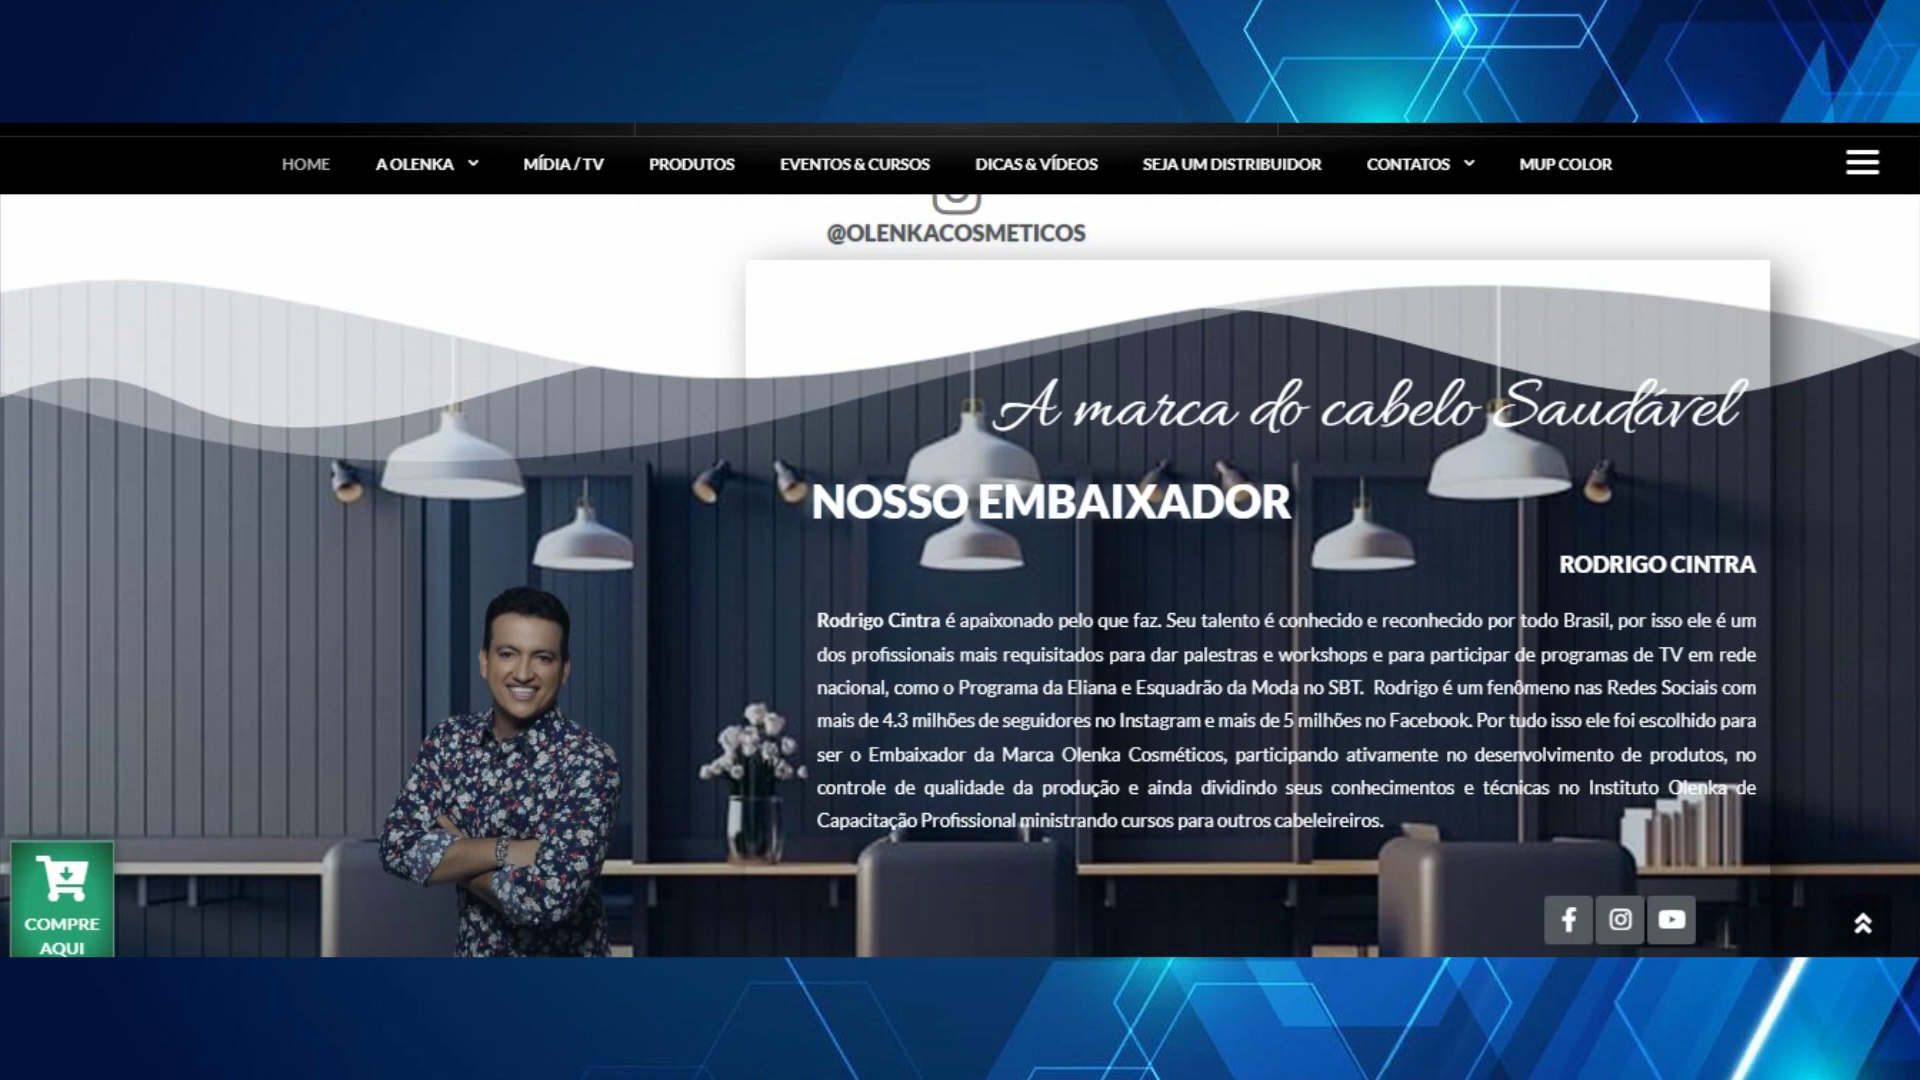 HOME A OLENKA MÍDIA / TV PRODUTOS EVENTOS & CURSOS DICAS & VÍDEOS SEJA UM DISTRIBUIDOR CONTATOS MUP COLOR
@OLENKACOSMETICOS
A marca do cabelo Saudável
NOSSO EMBAIXADOR
RODRIGO CINTRA
Rodrigo Cintra é apaixonado pelo que faz. Seu talento é conhecido e reconhecido por todo Brasil, por isso ele é um
dos profissionais mais requisitados para dar palestras e workshops e para participar de programas de TV em rede
nacional, como o Programa da Eliana e Esquadrão da Moda no SBT. Rodrigo é um fenômeno nas Redes Sociais com
mais de 4.3 milhões de seguidores no Instagram e mais de 5 milhões no Facebook. Por tudo isso ele foi escolhido para
ser o Embaixador da Marca Olenka Cosméticos, participando ativamente no desenvolvimento de produtos, no
controle de qualidade da produção e ainda dividindo seus conhecimentos e técnicas no Instituto Olenka de
Capacitação Profissional ministrando cursos para outros cabeleireiros.
COMPRE
AQUI